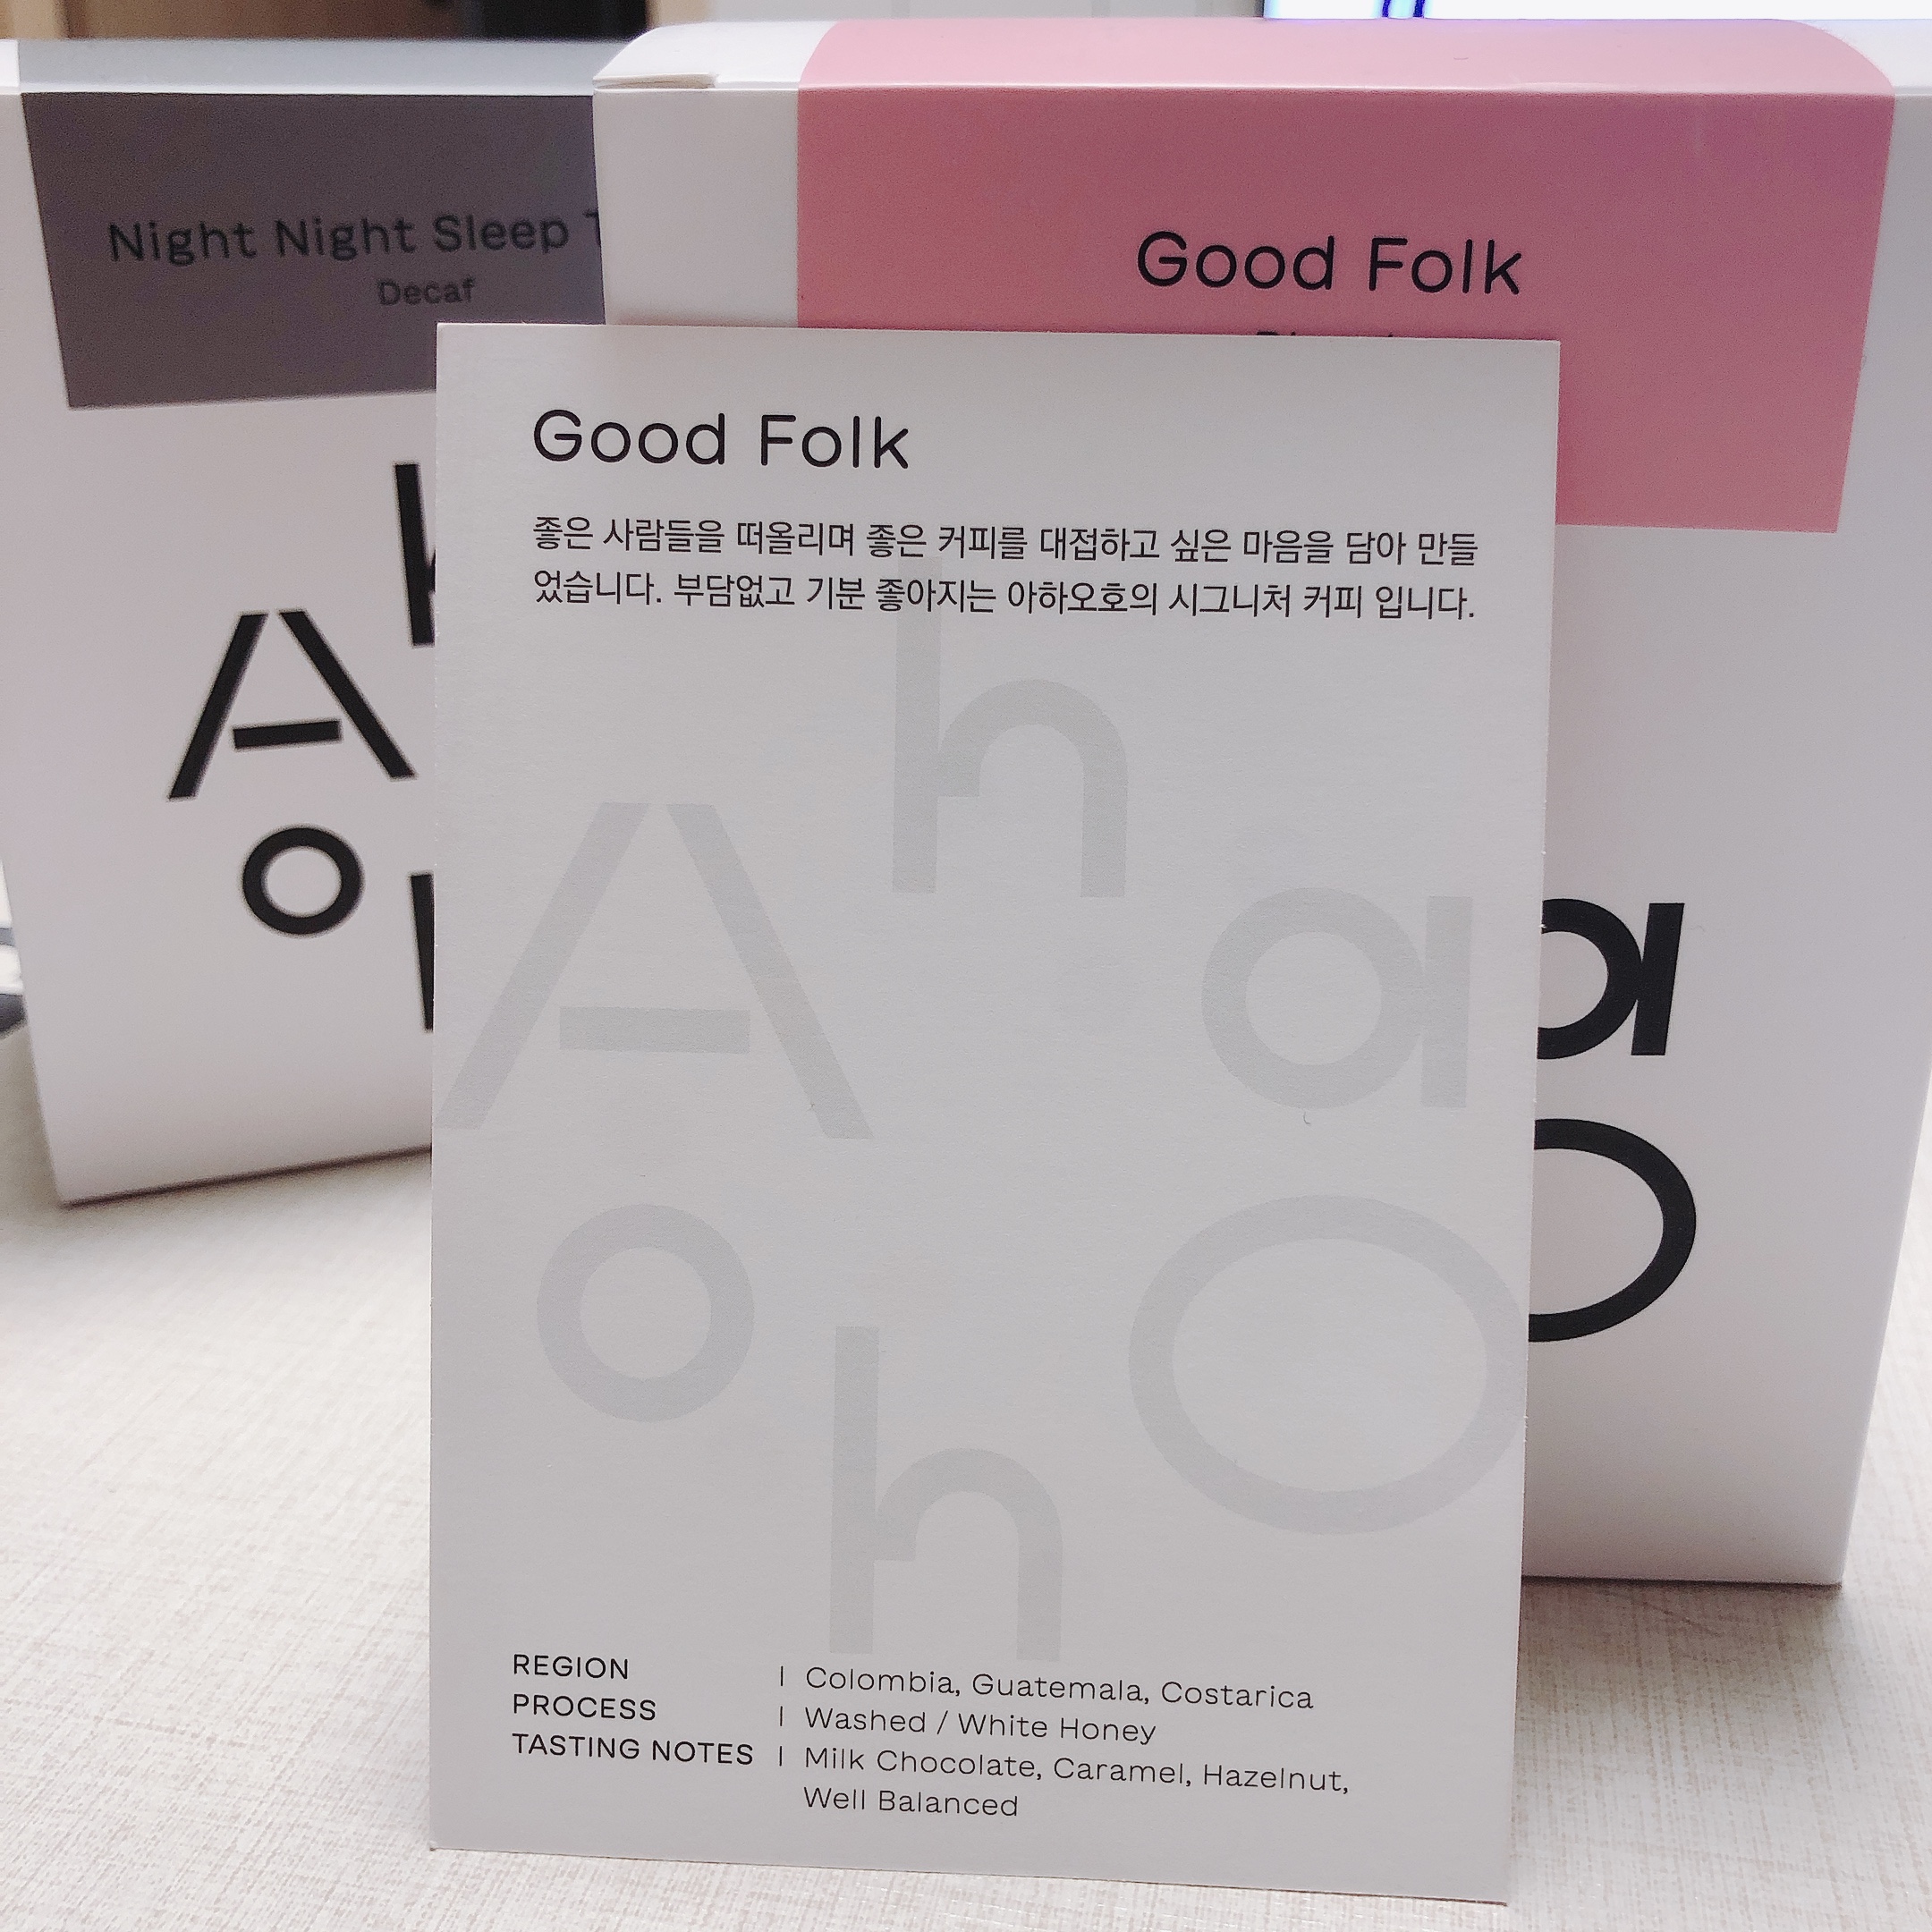 Night Night Sleep
Decaf
Good Folk
Good Folk
좋은 사람들을 떠올리며 좋은 커피를 대접하고 싶은 마음을 담아 만들
었습니다. 부담없고 기분 좋아지는 아하오호의 시그니처 커피 입니다.
A h a
o h O
A
o
a
O
REGION | Colombia, Guatemala, Costarica
PROCESS | Washed / White Honey
TASTING NOTES | Milk Chocolate, Caramel, Hazelnut,
Well Balanced